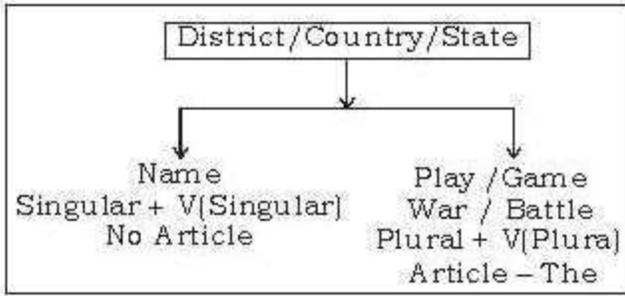 District/Country/State
Name
Singular + V(Singular)
No Article
Play /Game
War / Battle
Plural + V(Plura)
Article – The